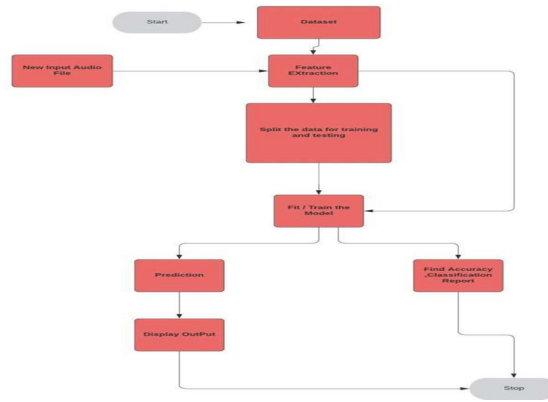 Start
Dataset
New Input Audio
File
Feature
EXtraction
Split the data for training
and testing
Fit / Train the
Model
Prediction
Find Accuracy
,Classification
Report
Display OutPut
Stop